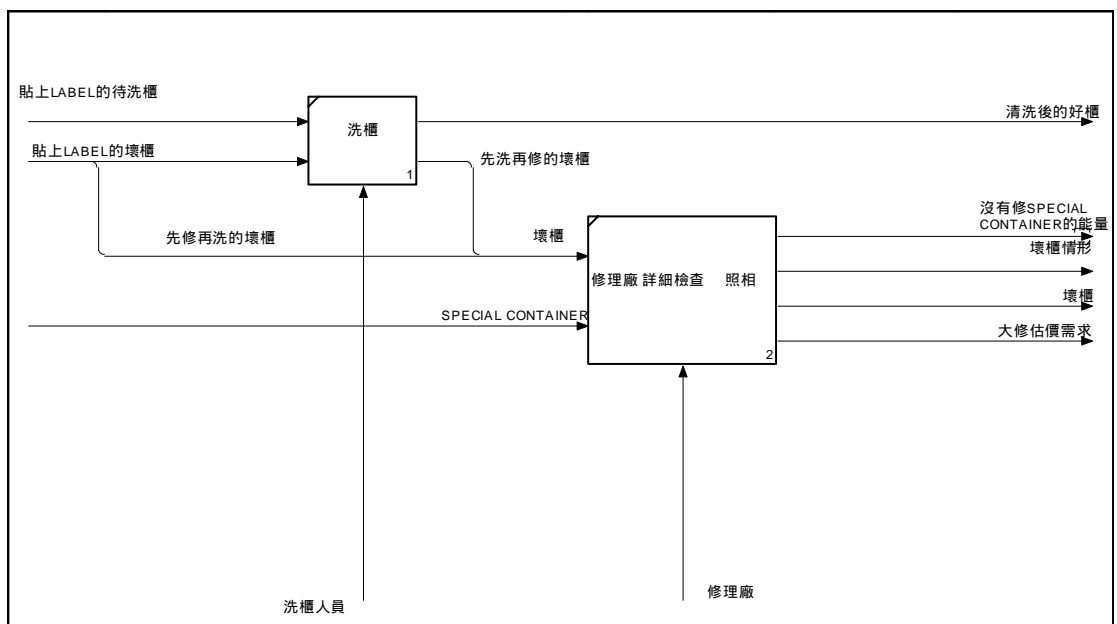 貼上LABEL的待洗櫃
清洗後的好櫃
洗櫃
貼上LABEL的壞櫃
先洗再修的壞櫃
1
沒有修SPECIAL
CONTAINER的能量
先修再洗的壞櫃
壞櫃
壞櫃情形
修理廠 詳細檢查 照相
壞櫃
SPECIAL CONTAINER
大修估價需求
2
修理廠
洗櫃人員